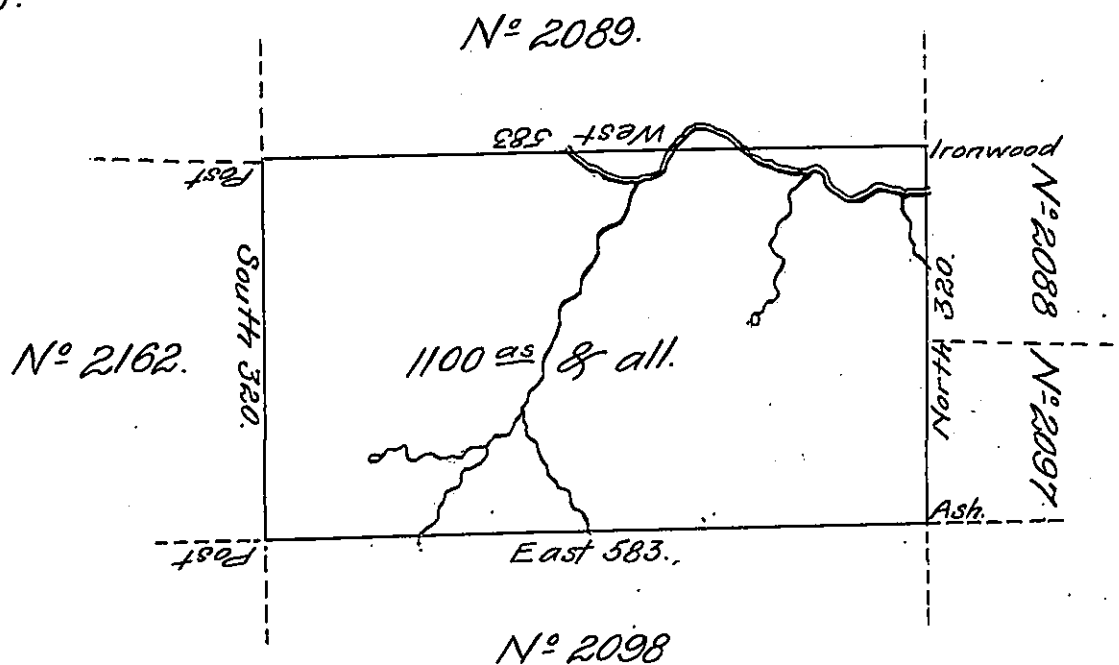 Nº 2089.
West 583
Ironwood
Post
Nº 2088
South 320.
North 320.
Nº 2162.
1100 as & all.
Nº 2097
Ash.
Post
East 583.,
Nº 2098